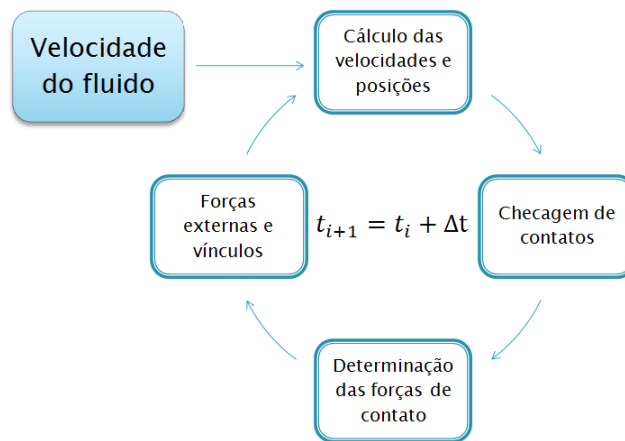 Velocidade
do fluido
Cálculo das
velocidades e
posições
Forças
externas e
vínculos
t_{i+1} = t_i + Δt
Checagem de
contatos
Determinação
das forças de
contato